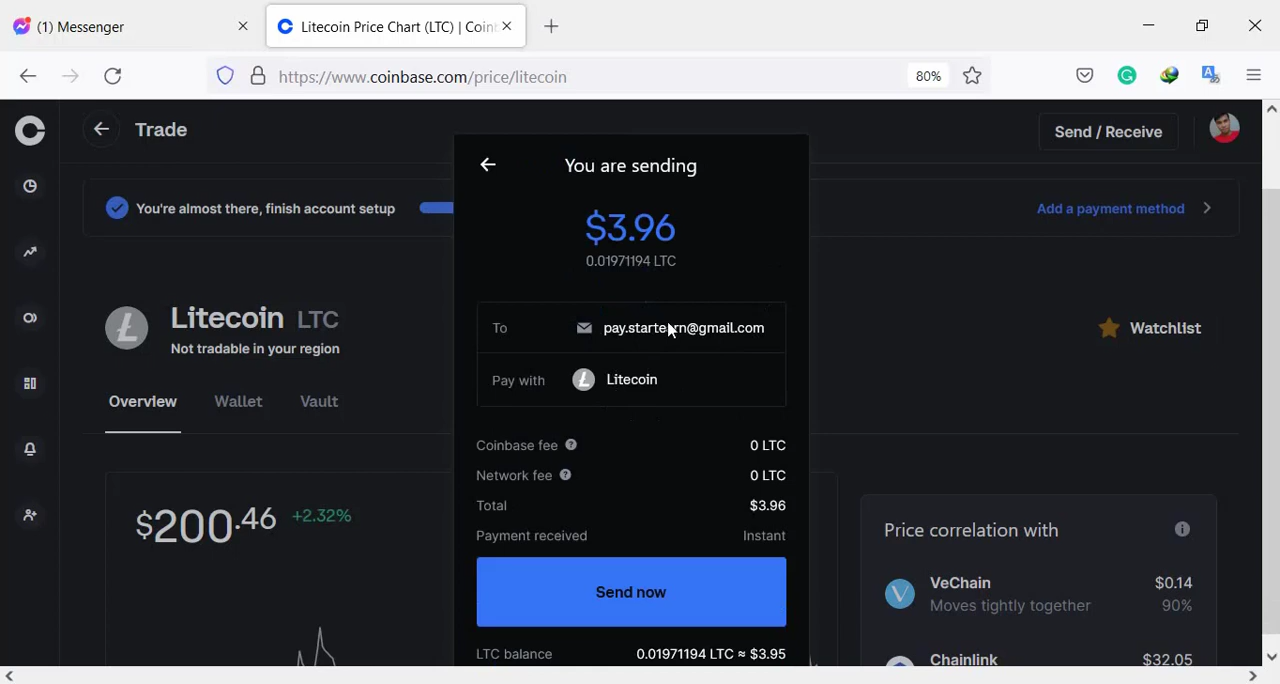 (1) Messenger
Litecoin Price Chart (LTC) | Coin
https://www.coinbase.com/price/litecoin
80%
Trade
Send / Receive
You're almost there, finish account setup
Add a payment method
Litecoin LTC
Not tradable in your region
Watchlist
Overview
Wallet
Vault
$200.46 +2.32%
You are sending
$3.96
0.01971194 LTC
To pay.startearn@gmail.com
Pay with Litecoin
Coinbase fee 0 LTC
Network fee 0 LTC
Total $3.96
Payment received Instant
Send now
LTC balance 0.01971194 LTC ≈ $3.95
Price correlation with
VeChain $0.14
Moves tightly together 90%
Chainlink $32.05